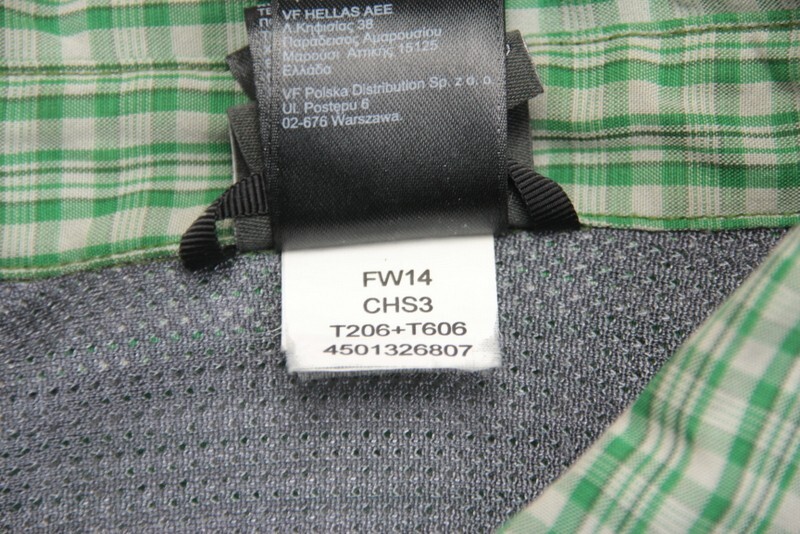 VF HELLAS AEE
Λ.Κηφισίας 38
Παράδεισος Αμαρουσίου
Μαρούσι Αττικής 15125
Ελλάδα
VF Polska Distribution Sp. z o. o.
Ul. Postępu 6
02-676 Warszawa.
FW14
CHS3
T206+T606
4501326807